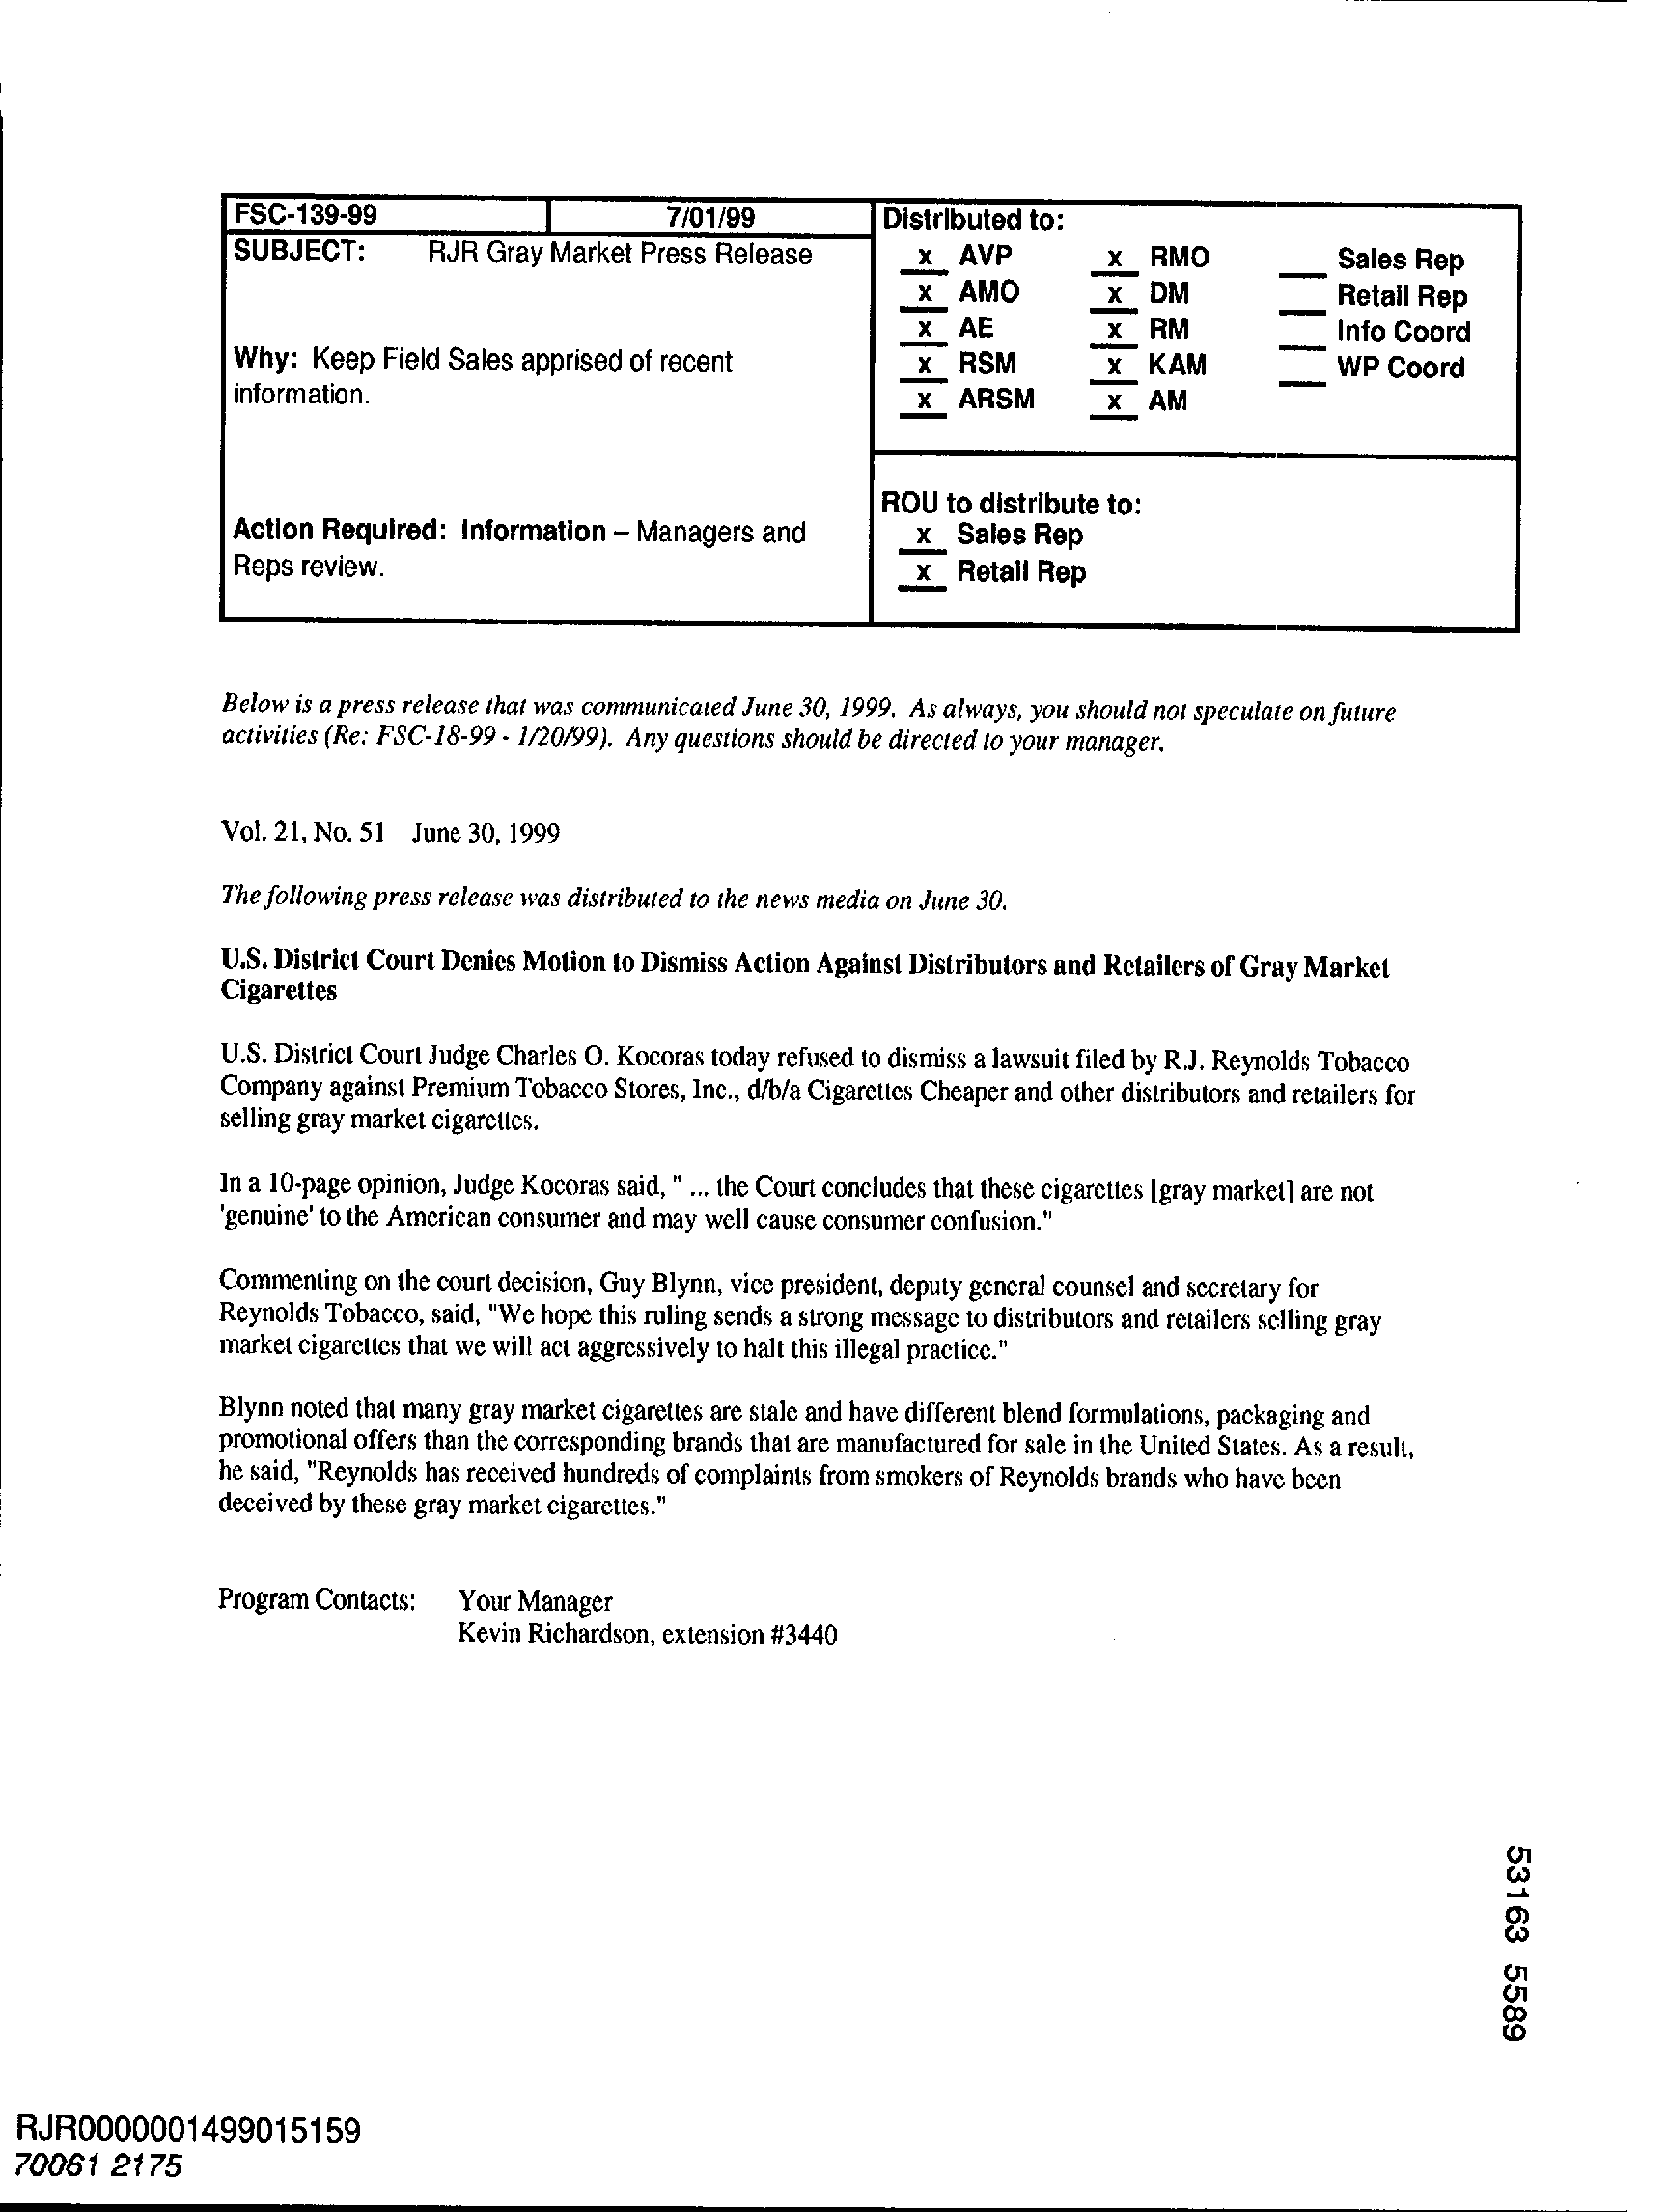 FSC-139-99 7/01/99
SUBJECT: RJR Gray Market Press Release
Why: Keep Field Sales apprised of recent
information.
Action Required: Information – Managers and
Reps review.
Distributed to:
x AVP x RMO Sales Rep
x AMO x DM Retail Rep
x AE x RM Info Coord
x RSM x KAM WP Coord
x ARSM x AM
ROU to distribute to:
x Sales Rep
x Retail Rep
Below is a press release that was communicated June 30, 1999. As always, you should not speculate on future
activities (Re: FSC-18-99 - 1/20/99). Any questions should be directed to your manager.
Vol. 21, No. 51 June 30, 1999
The following press release was distributed to the news media on June 30.
U.S. District Court Denies Motion to Dismiss Action Against Distributors and Retailers of Gray Market
Cigarettes
U.S. District Court Judge Charles O. Kocoras today refused to dismiss a lawsuit filed by R.J. Reynolds Tobacco
Company against Premium Tobacco Stores, Inc., d/b/a Cigarettes Cheaper and other distributors and retailers for
selling gray market cigarettes.
In a 10-page opinion, Judge Kocoras said, " ... the Court concludes that these cigarettes [gray market] are not
'genuine' to the American consumer and may well cause consumer confusion."
Commenting on the court decision, Guy Blynn, vice president, deputy general counsel and secretary for
Reynolds Tobacco, said, "We hope this ruling sends a strong message to distributors and retailers selling gray
market cigarettes that we will act aggressively to halt this illegal practice."
Blynn noted that many gray market cigarettes are stale and have different blend formulations, packaging and
promotional offers than the corresponding brands that are manufactured for sale in the United States. As a result,
he said, "Reynolds has received hundreds of complaints from smokers of Reynolds brands who have been
deceived by these gray market cigarettes."
Program Contacts: Your Manager
Kevin Richardson, extension #3440
53163 5589
RJR0000001499015159
70061 2175